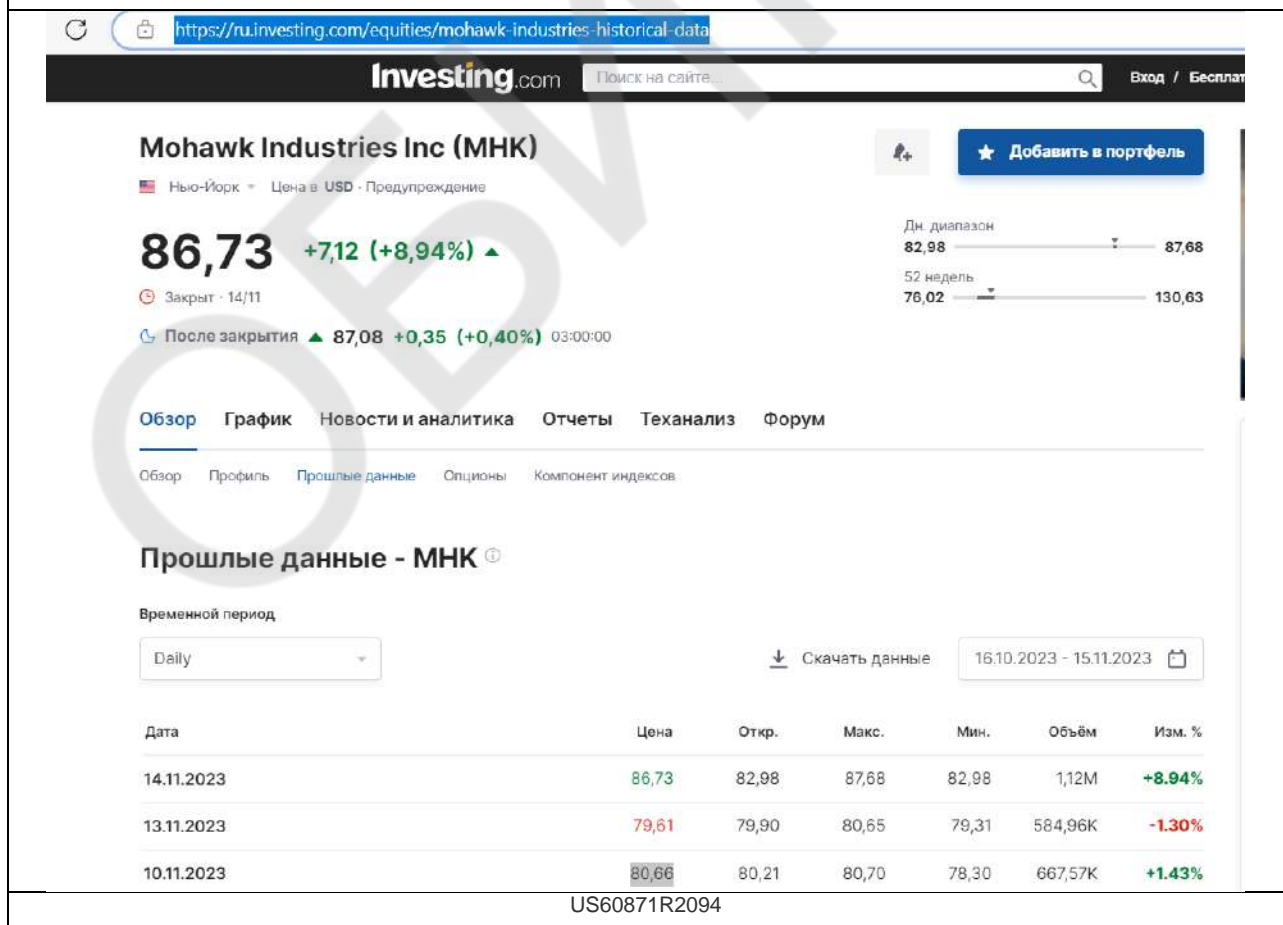 https://ru.investing.com/equities/mohawk-industries-historical-data
Investing.com Поиск на сайте... Вход / Бесплат
Mohawk Industries Inc (MHK)
Добавить в портфель
Нью-Йорк Цена в USD · Предупреждение
86,73 +7,12 (+8,94%)
Дн. диапазон
82,98 87,68
Закрыт · 14/11
52 недель
76,02 130,63
После закрытия 87,08 +0,35 (+0,40%) 03:00:00
Обзор График Новости и аналитика Отчеты Теханализ Форум
Обзор Профиль Прошлые данные Опционы Компонент индексов
Прошлые данные - MHK
Временной период
Daily Скачать данные 16.10.2023 - 15.11.2023
Дата Цена Откр. Макс. Мин. Объём Изм. %
14.11.2023 86,73 82,98 87,68 82,98 1,12M +8.94%
13.11.2023 79,61 79,90 80,65 79,31 584,96K -1.30%
10.11.2023 80,66 80,21 80,70 78,30 667,57K +1.43%
US60871R2094